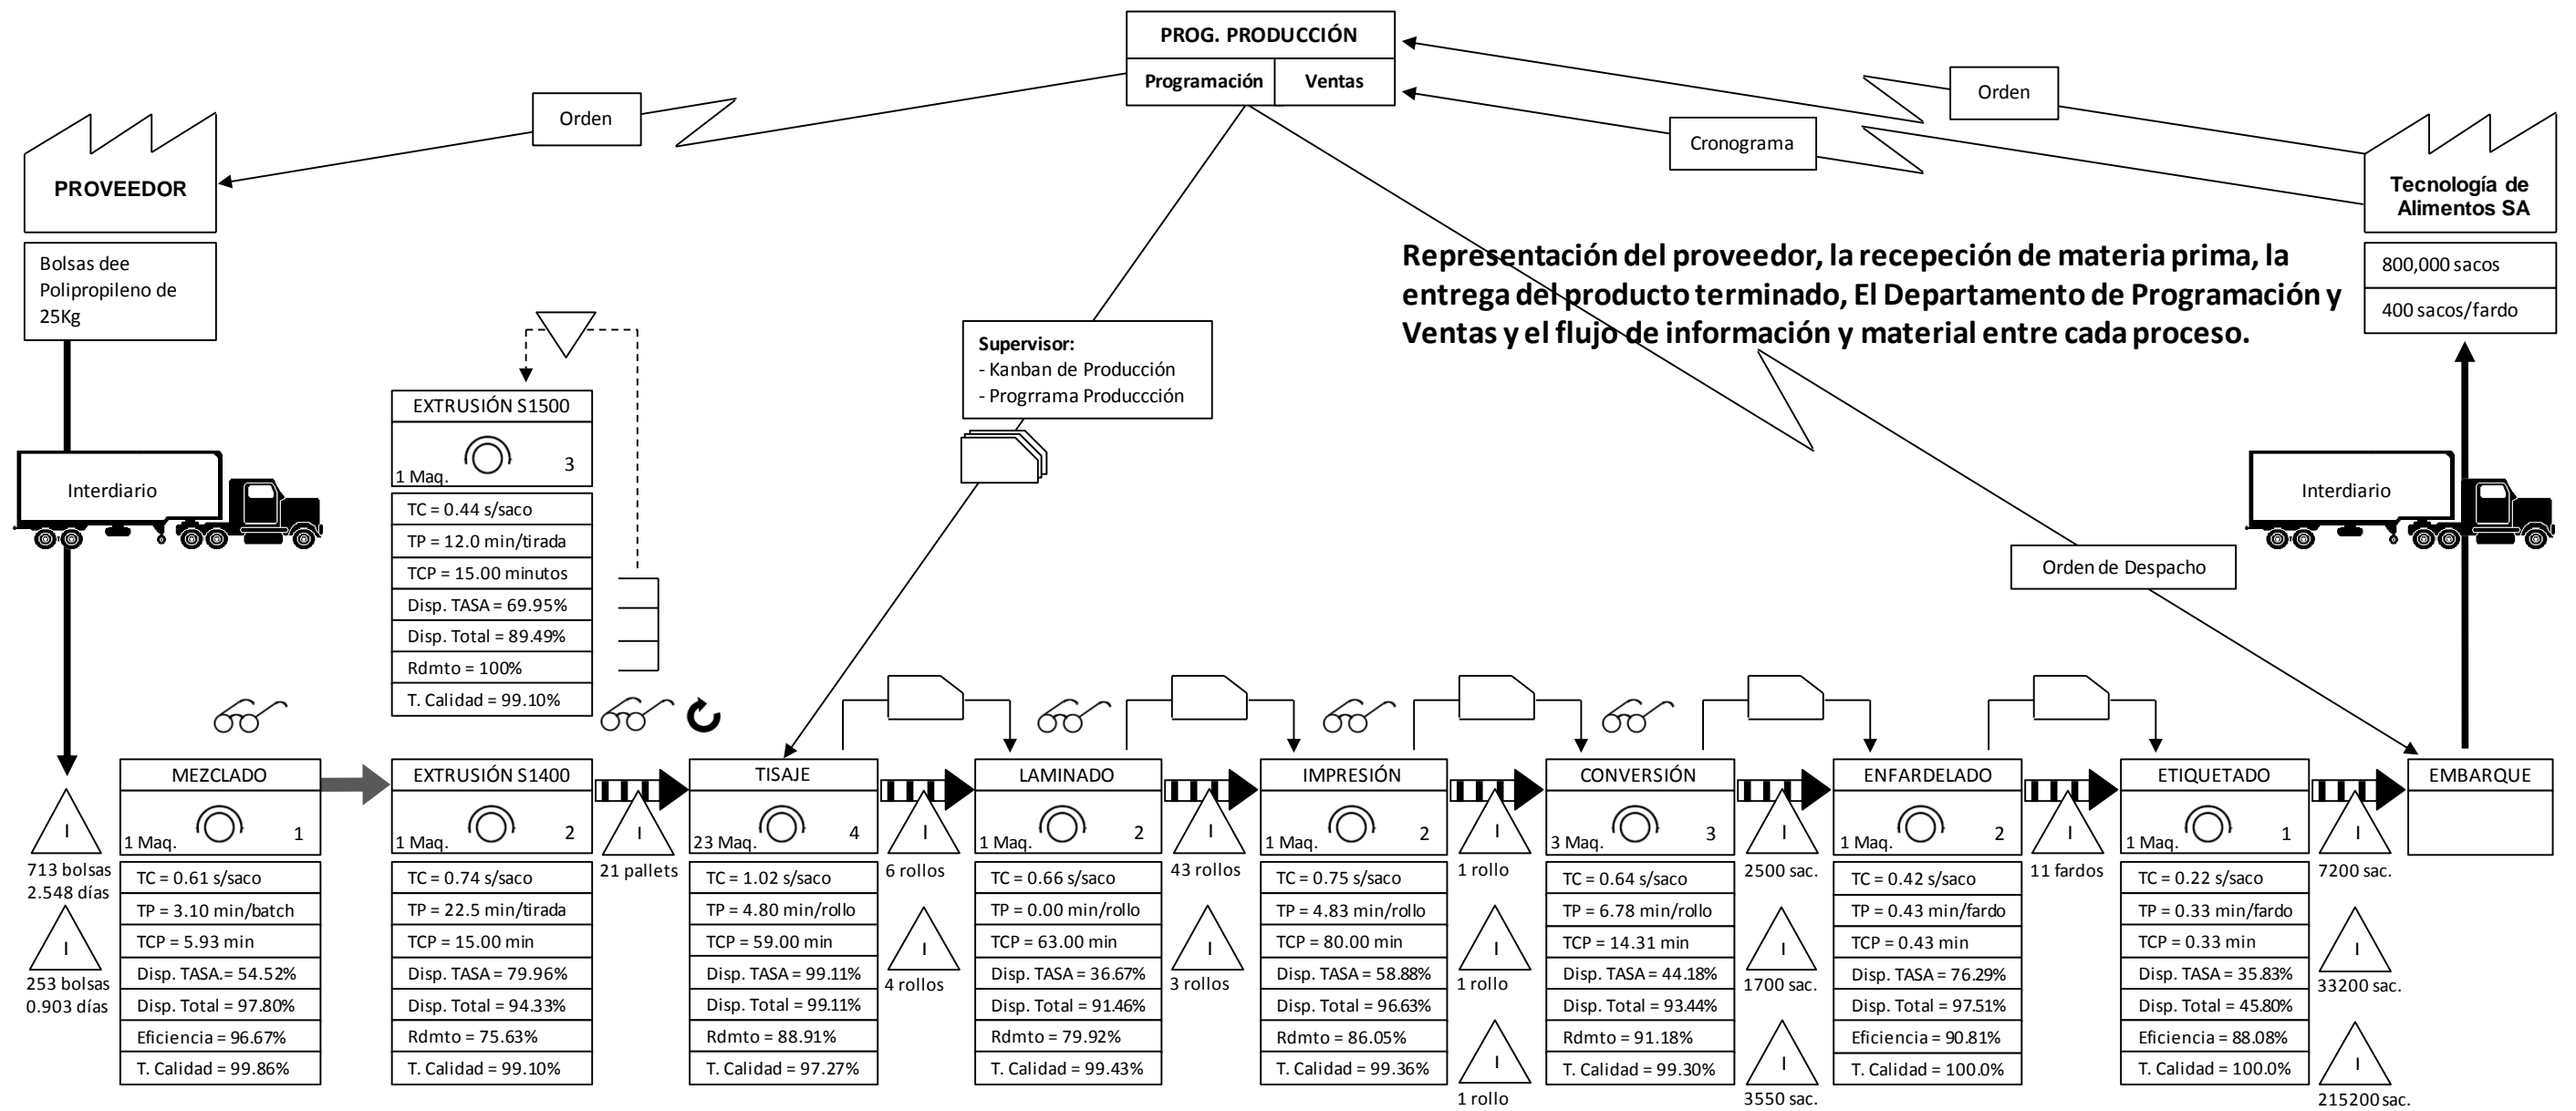 PROG. PRODUCCIÓN
Programación
Ventas
Orden
Orden
Cronograma
PROVEEDOR
Tecnología de
Alimentos SA
Bolsas dee
Polipropileno de
25Kg
800,000 sacos
400 sacos/fardo
Representación del proveedor, la recepeción de materia prima, la
entrega del producto terminado, El Departamento de Programación y
Ventas y el flujo de información y material entre cada proceso.
Supervisor:
- Kanban de Producción
- Progrrama Produccción
Interdiario
Interdiario
Orden de Despacho
EXTRUSIÓN S1500
3
1 Maq.
TC = 0.44 s/saco
TP = 12.0 min/tirada
TCP = 15.00 minutos
Disp. TASA = 69.95%
Disp. Total = 89.49%
Rdmto = 100%
T. Calidad = 99.10%
I
713 bolsas
2.548 días
I
253 bolsas
0.903 días
MEZCLADO
1
1 Maq.
TC = 0.61 s/saco
TP = 3.10 min/batch
TCP = 5.93 min
Disp. TASA.= 54.52%
Disp. Total = 97.80%
Eficiencia = 96.67%
T. Calidad = 99.86%
EXTRUSIÓN S1400
2
1 Maq.
TC = 0.74 s/saco
TP = 22.5 min/tirada
TCP = 15.00 min
Disp. TASA = 79.96%
Disp. Total = 94.33%
Rdmto = 75.63%
T. Calidad = 99.10%
I
21 pallets
TISAJE
4
23 Maq.
TC = 1.02 s/saco
TP = 4.80 min/rollo
TCP = 59.00 min
Disp. TASA = 99.11%
Disp. Total = 99.11%
Rdmto = 88.91%
T. Calidad = 97.27%
I
6 rollos
I
4 rollos
LAMINADO
2
1 Maq.
TC = 0.66 s/saco
TP = 0.00 min/rollo
TCP = 63.00 min
Disp. TASA = 36.67%
Disp. Total = 91.46%
Rdmto = 79.92%
T. Calidad = 99.43%
I
43 rollos
I
3 rollos
IMPRESIÓN
2
1 Maq.
TC = 0.75 s/saco
TP = 4.83 min/rollo
TCP = 80.00 min
Disp. TASA = 58.88%
Disp. Total = 96.63%
Rdmto = 86.05%
T. Calidad = 99.36%
I
1 rollo
I
1 rollo
I
1 rollo
CONVERSIÓN
3
3 Maq.
TC = 0.64 s/saco
TP = 6.78 min/rollo
TCP = 14.31 min
Disp. TASA = 44.18%
Disp. Total = 93.44%
Rdmto = 91.18%
T. Calidad = 99.30%
I
2500 sac.
I
1700 sac.
I
3550 sac.
ENFARDELADO
2
1 Maq.
TC = 0.42 s/saco
TP = 0.43 min/fardo
TCP = 0.43 min
Disp. TASA = 76.29%
Disp. Total = 97.51%
Eficiencia = 90.81%
T. Calidad = 100.0%
I
11 fardos
ETIQUETADO
1
1 Maq.
TC = 0.22 s/saco
TP = 0.33 min/fardo
TCP = 0.33 min
Disp. TASA = 35.83%
Disp. Total = 45.80%
Eficiencia = 88.08%
T. Calidad = 100.0%
I
7200 sac.
I
33200 sac.
I
215200 sac.
EMBARQUE